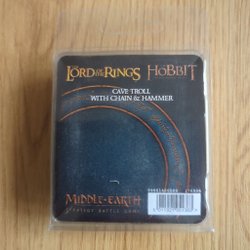 THE LORD OF THE RINGS
THE HOBBIT
CAVE TROLL
WITH CHAIN & HAMMER
MIDDLE-EARTH
STRATEGY BATTLE GAME